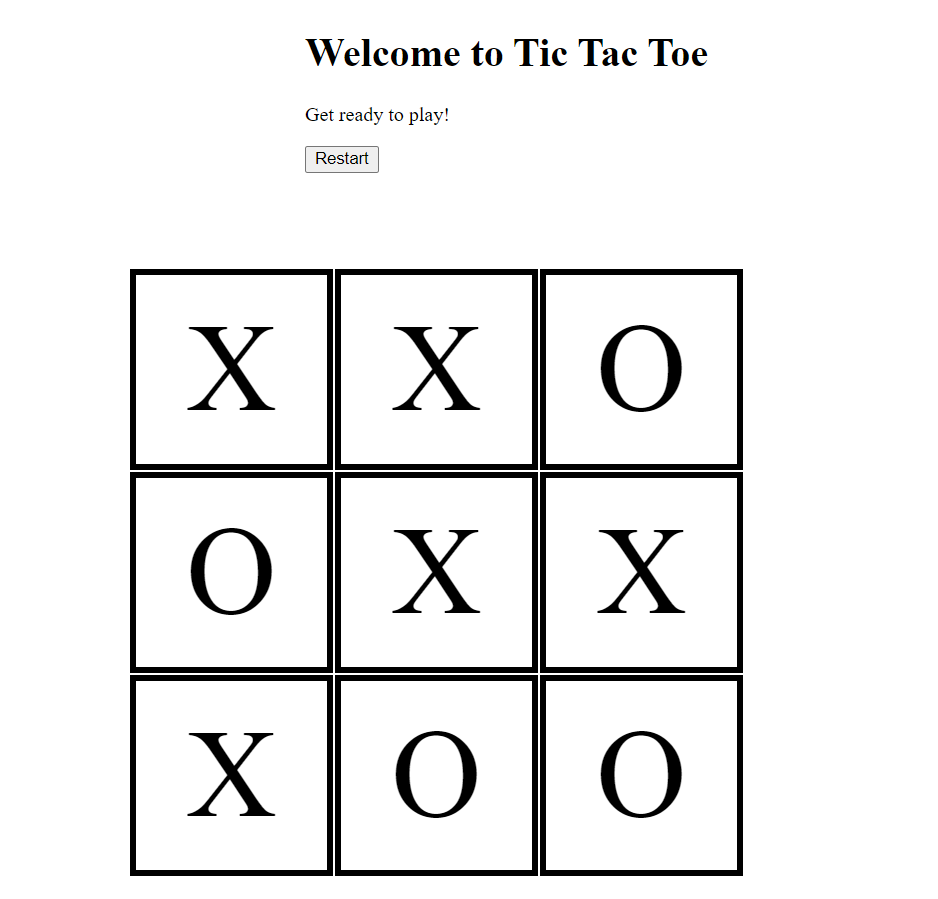 Welcome to Tic Tac Toe
Get ready to play!
Restart
X X O
O X X
X O O